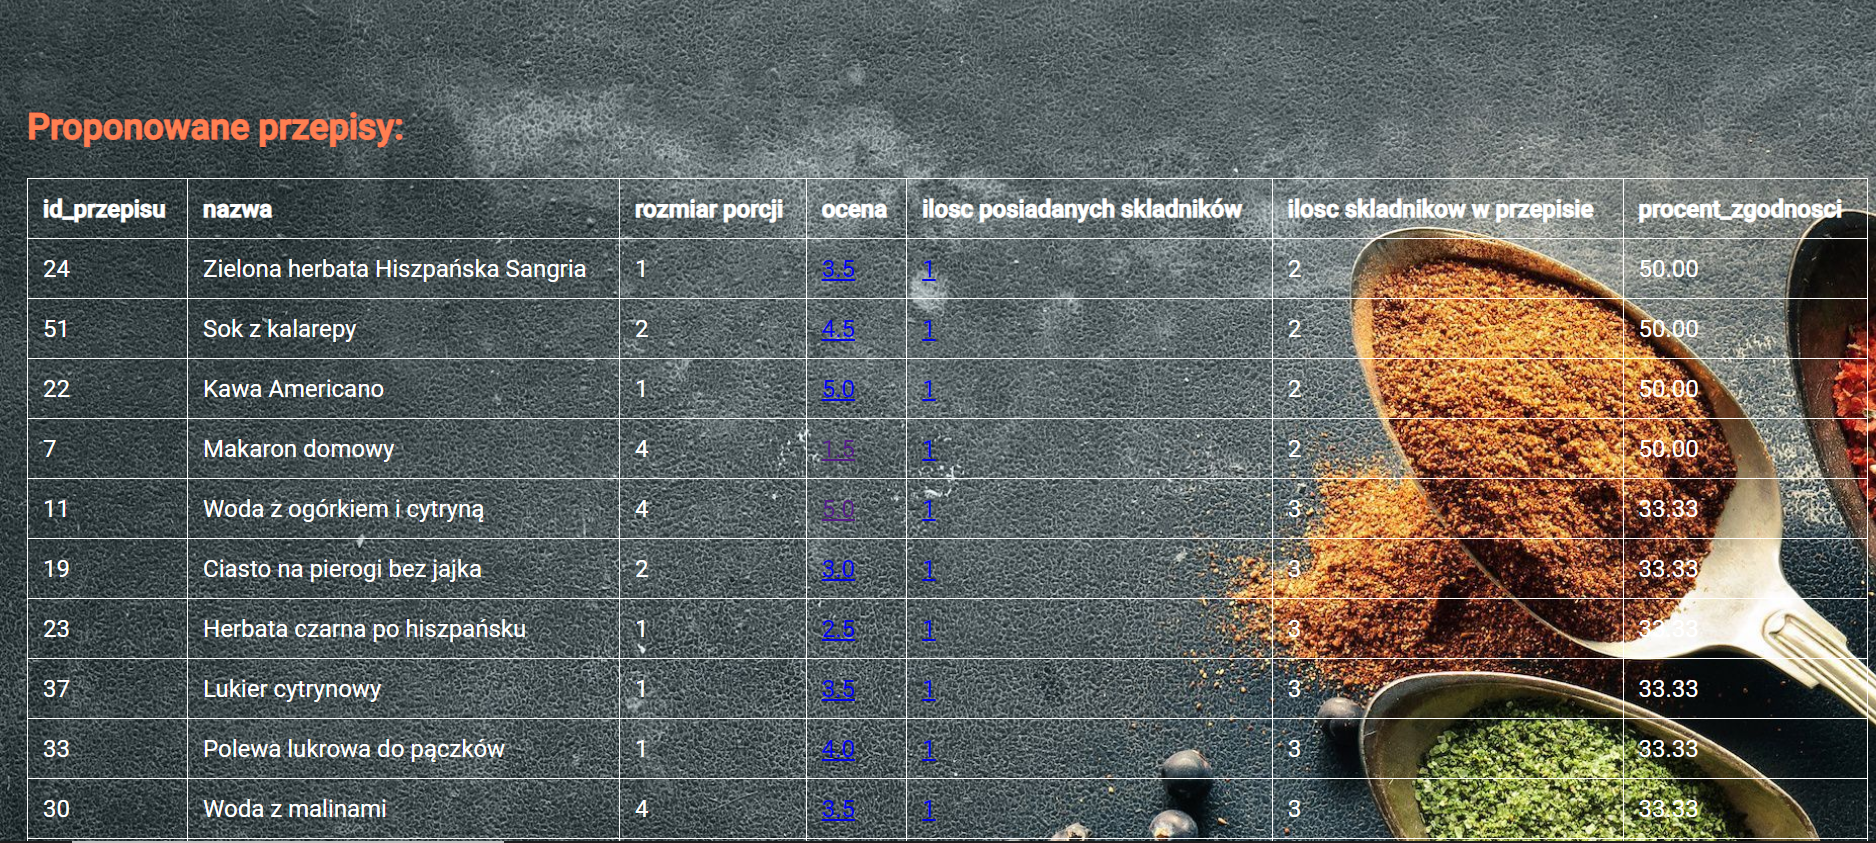 Proponowane przepisy:
id_przepisu nazwa rozmiar porcji ocena ilosc posiadanych skladników ilosc skladnikow w przepisie procent_zgodnosci
24 Zielona herbata Hiszpańska Sangria 1 3.5 1 2 50.00
51 Sok z kalarepy 2 4.5 1 2 50.00
22 Kawa Americano 1 5.0 1 2 50.00
7 Makaron domowy 4 1.5 1 2 50.00
11 Woda z ogórkiem i cytryną 4 5.0 1 3 33.33
19 Ciasto na pierogi bez jajka 2 3.0 1 3 33.33
23 Herbata czarna po hiszpańsku 1 2.5 1 3 33.33
37 Lukier cytrynowy 1 3.5 1 3 33.33
33 Polewa lukrowa do pączków 1 4.0 1 3 33.33
30 Woda z malinami 4 3.5 1 3 33.33